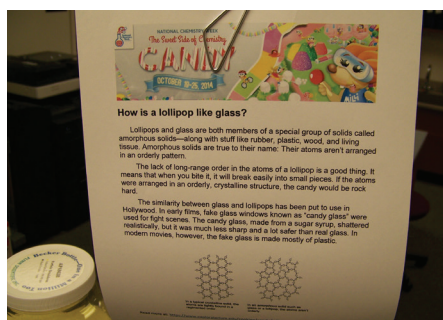 NATIONAL CHEMISTRY WEEK
The Sweet Side of Chemistry
CANDY
OCTOBER 19-25, 2014
How is a lollipop like glass?
Lollipops and glass are both members of a special group of solids called
amorphous solids—along with stuff like rubber, plastic, wood, and living
tissue. Amorphous solids are true to their name: Their atoms aren't arranged
in an orderly pattern.
The lack of long-range order in the atoms of a lollipop is a good thing. It
means that when you bite it, it will break easily into small pieces. If the atoms
were arranged in an orderly, crystalline structure, the candy would be rock
hard.
The similarity between glass and lollipops has been put to use in
Hollywood. In early films, fake glass windows known as "candy glass" were
used for fight scenes. The candy glass, made from a sugar syrup, shattered
realistically, but it was much less sharp and a lot safer than real glass. In
modern movies, however, the fake glass is made mostly of plastic.